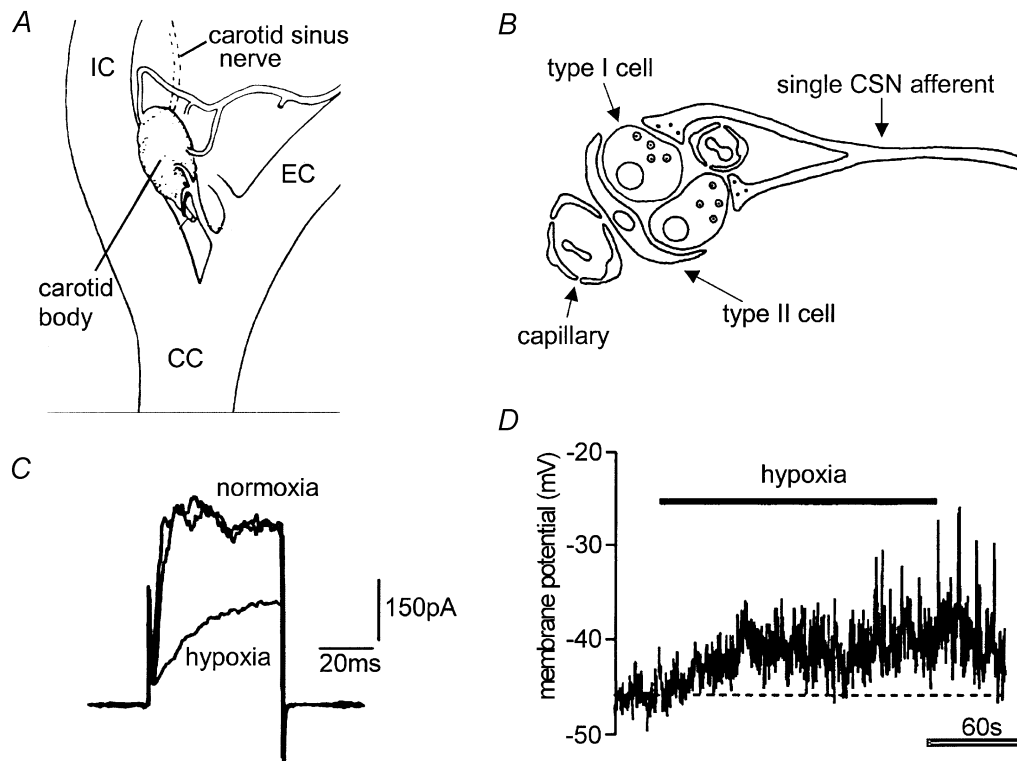 A
carotid sinus
nerve
IC
EC
carotid
body
CC
B
type I cell
single CSN afferent
type II cell
capillary
C
normoxia
hypoxia
150pA
20ms
D
membrane potential (mV)
-20
-30
-40
-50
hypoxia
60s